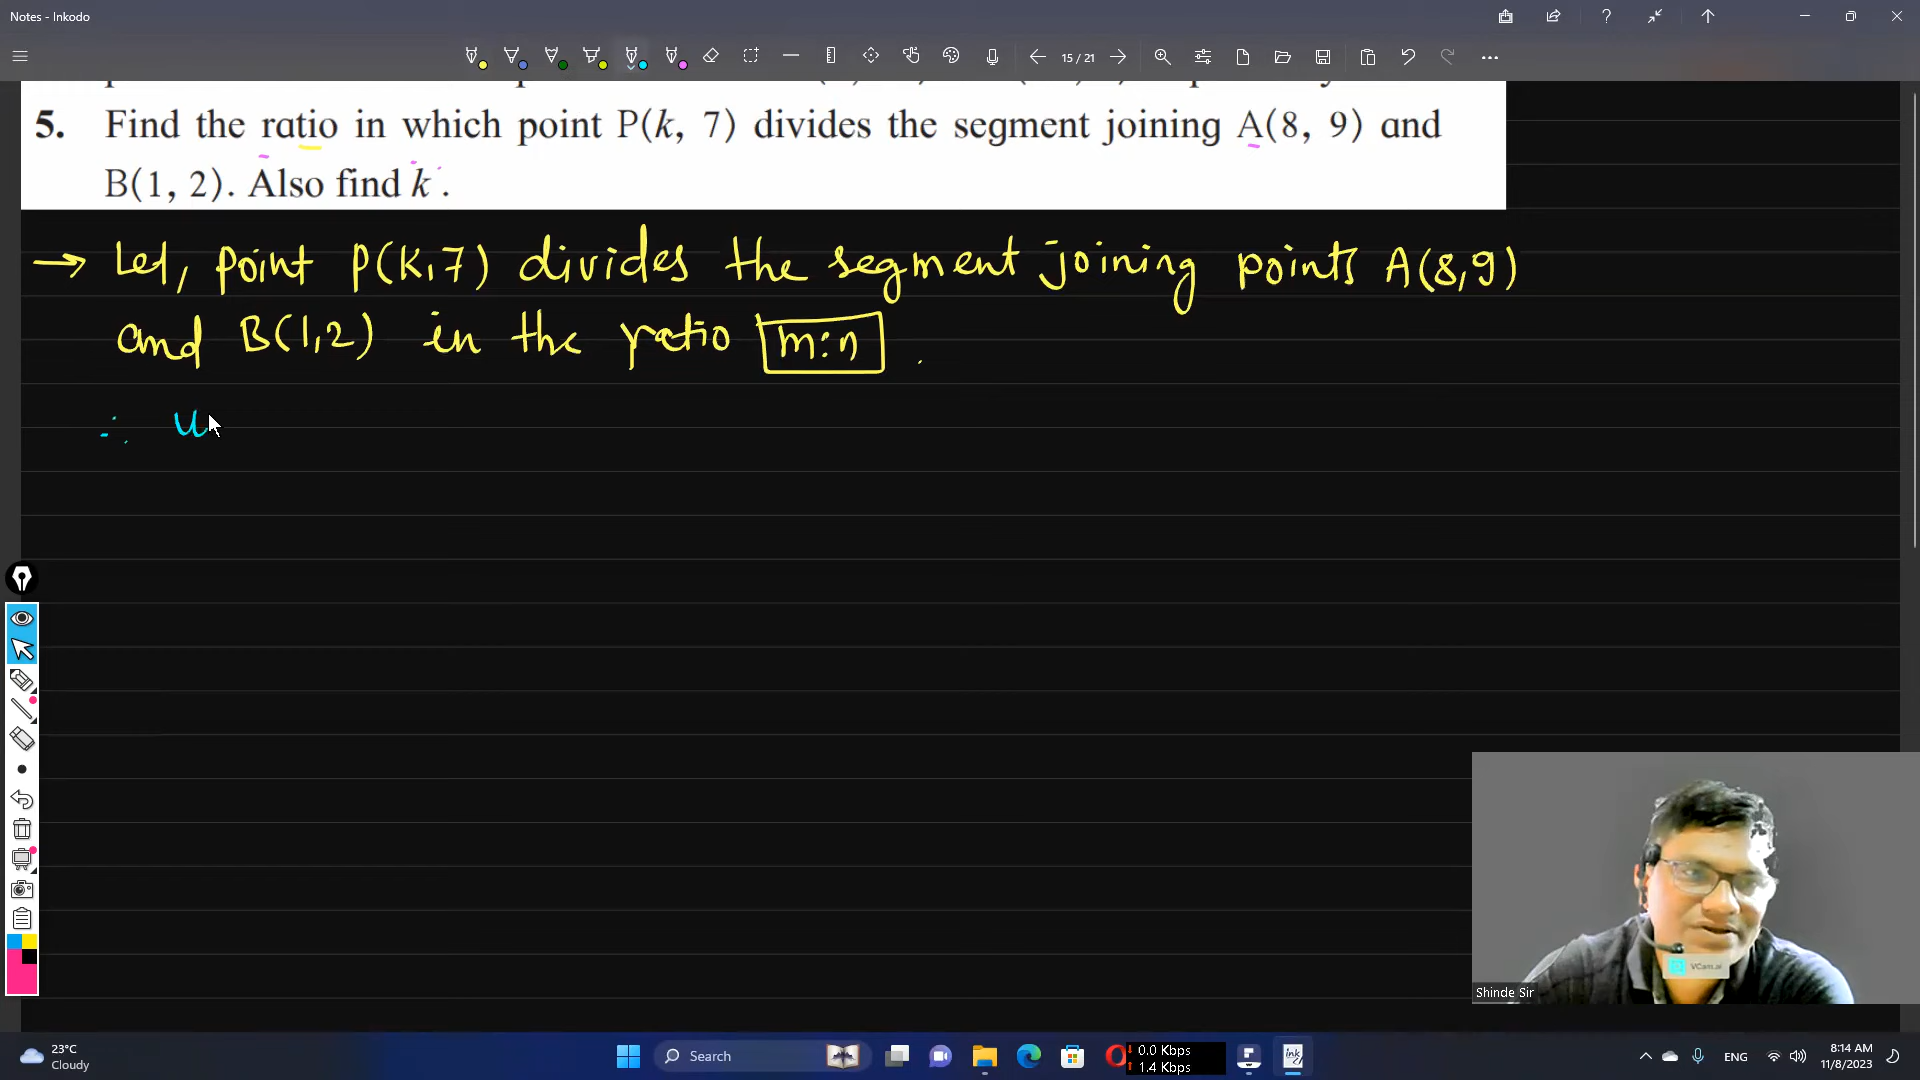 Notes - Inkodo
15 / 21
5. Find the ratio in which point P(k, 7) divides the segment joining A(8, 9) and
B(1, 2). Also find k .
→ Let, point P(K,7) divides the segment joining points A(8,9)
and B(1,2) in the ratio m:n .
∴ u
VCam.ai
Shinde Sir
23°C
Cloudy
Search
0.0 Kbps
1.4 Kbps
ink
ENG
8:14 AM
11/8/2023